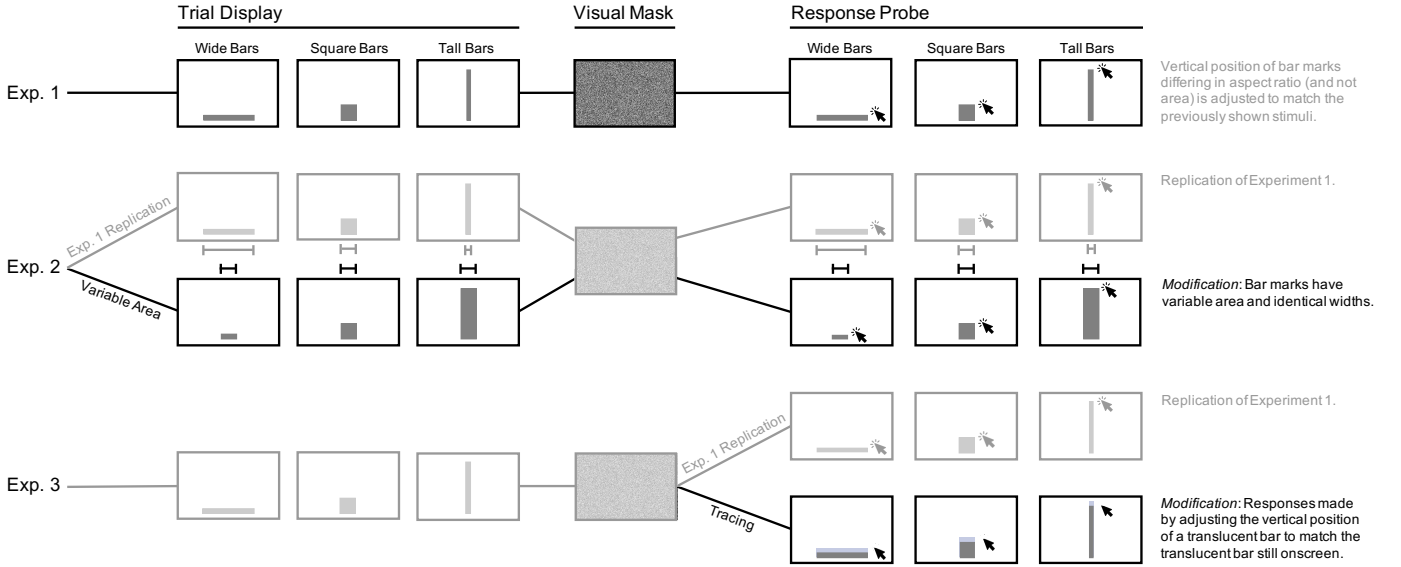 Trial Display
Visual Mask
Response Probe
Wide Bars
Square Bars
Tall Bars
Wide Bars
Square Bars
Tall Bars
Exp. 1
Vertical position of bar marks
differing in aspect ratio (and not
area) is adjusted to match the
previously shown stimuli.
Exp. 2
Exp. 1 Replication
Variable Area
Replication of Experiment 1.
Modification: Bar marks have
variable area and identical widths.
Exp. 3
Exp. 1 Replication
Tracing
Replication of Experiment 1.
Modification: Responses made
by adjusting the vertical position
of a translucent bar to match the
translucent bar still onscreen.